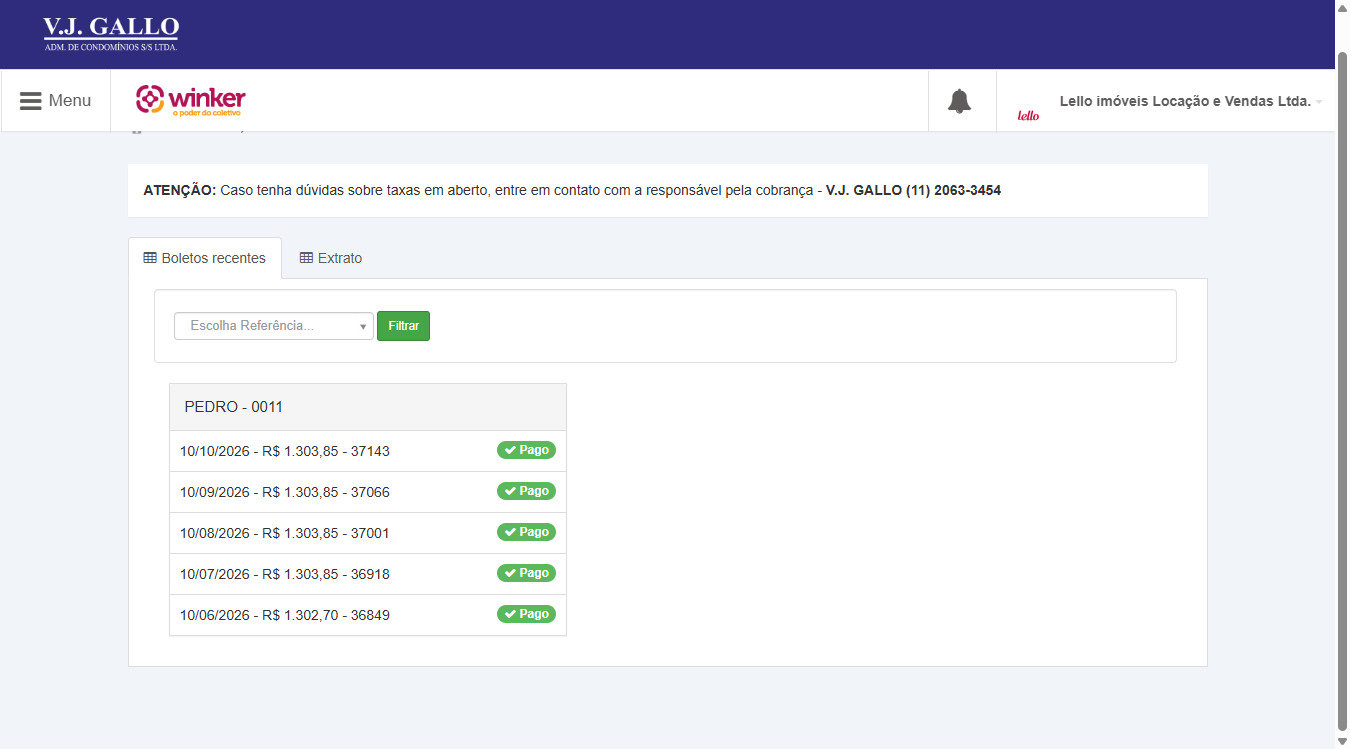 V.J. GALLO
ADM. DE CONDOMÍNIOS S/S LTDA.
Menu
winker
o poder do coletivo
lello
Lello imóveis Locação e Vendas Ltda.
ATENÇÃO: Caso tenha dúvidas sobre taxas em aberto, entre em contato com a responsável pela cobrança - V.J. GALLO (11) 2063-3454
Boletos recentes
Extrato
Escolha Referência...
Filtrar
PEDRO - 0011
10/10/2026 - R$ 1.303,85 - 37143 Pago
10/09/2026 - R$ 1.303,85 - 37066 Pago
10/08/2026 - R$ 1.303,85 - 37001 Pago
10/07/2026 - R$ 1.303,85 - 36918 Pago
10/06/2026 - R$ 1.302,70 - 36849 Pago